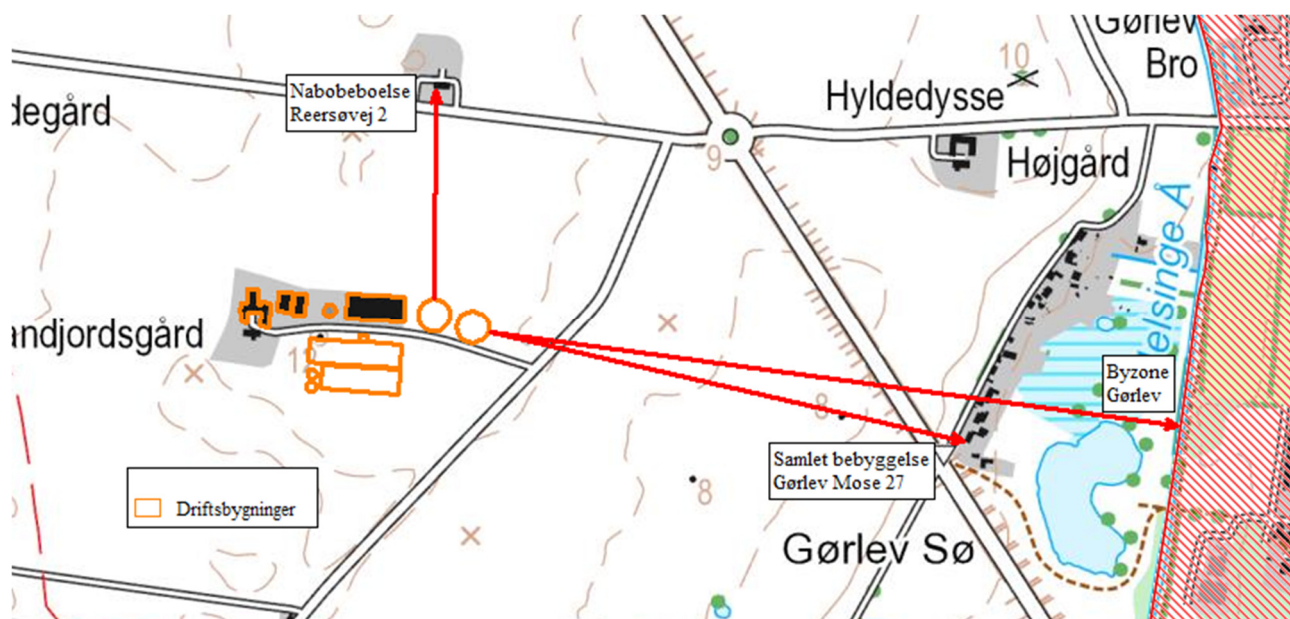 Gørlev
Bro
10
Nabobeboelse
Reersøvej 2
Hyldedysse
degård
9
Højgård
elsinge Å
andjordsgård
12
Byzone
Gørlev
8
Samlet bebyggelse
Gørlev Mose 27
8
Driftsbygninger
Gørlev Sø